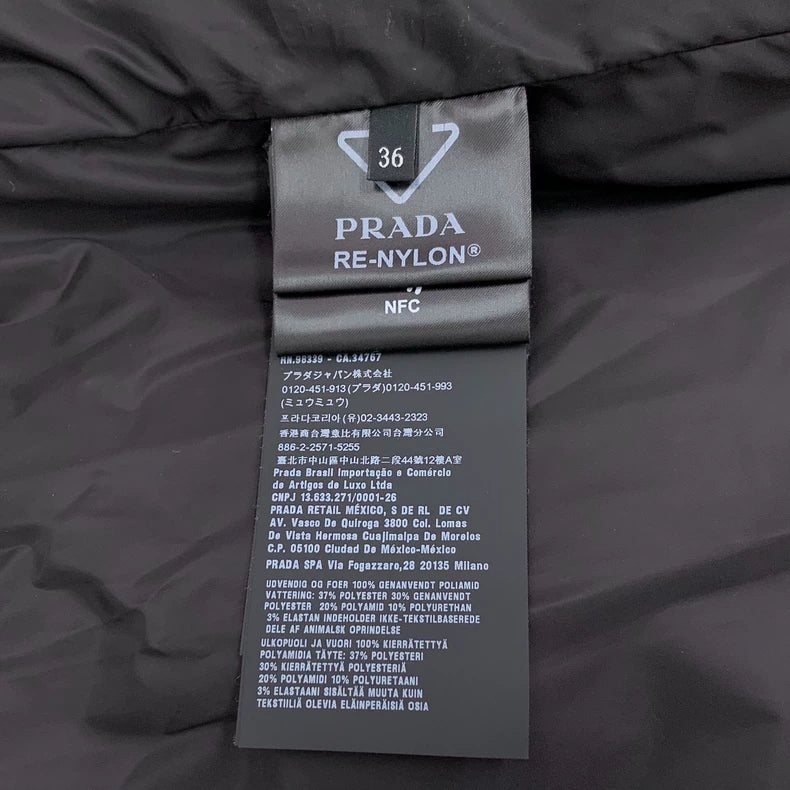 36
PRADA
RE-NYLON®
NFC
RN.98339 - CA.34767
プラダジャパン株式会社
0120-451-913(プラダ)0120-451-993
(ミュウミュウ)
프라다코리아(유)02-3443-2323
香港商台灣意比有限公司台灣分公司
886-2-2571-5255
臺北市中山區中山北路二段44號12樓A室
Prada Brasil Importação e Comércio
de Artigos de Luxo Ltda
CNPJ 13.633.271/0001-26
PRADA RETAIL MÉXICO, S DE RL DE CV
AV. Vasco De Quiroga 3800 Col. Lomas
De Vista Hermosa Cuajimalpa De Morelos
C.P. 05100 Ciudad De México-México
PRADA SPA Via Fogazzaro,28 20135 Milano
UDVENDIG OG FOER 100% GENANVENDT POLIAMID
VATTERING: 37% POLYESTER 30% GENANVENDT
POLYESTER 20% POLYAMID 10% POLYURETHAN
3% ELASTAN INDEHOLDER IKKE-TEKSTILBASEREDE
DELE AF ANIMALSK OPRINDELSE
ULKOPUOLI JA VUORI 100% KIERRÄTETTYÄ
POLYAMIDIA TÄYTE: 37% POLYESTERI
30% KIERRÄTETTYÄ POLYESTERIÄ
20% POLYAMIDI 10% POLYURETAANI
3% ELASTAANI SISÄLTÄÄ MUUTA KUIN
TEKSTIILIÄ OLEVIA ELÄINPERÄISIÄ OSIA